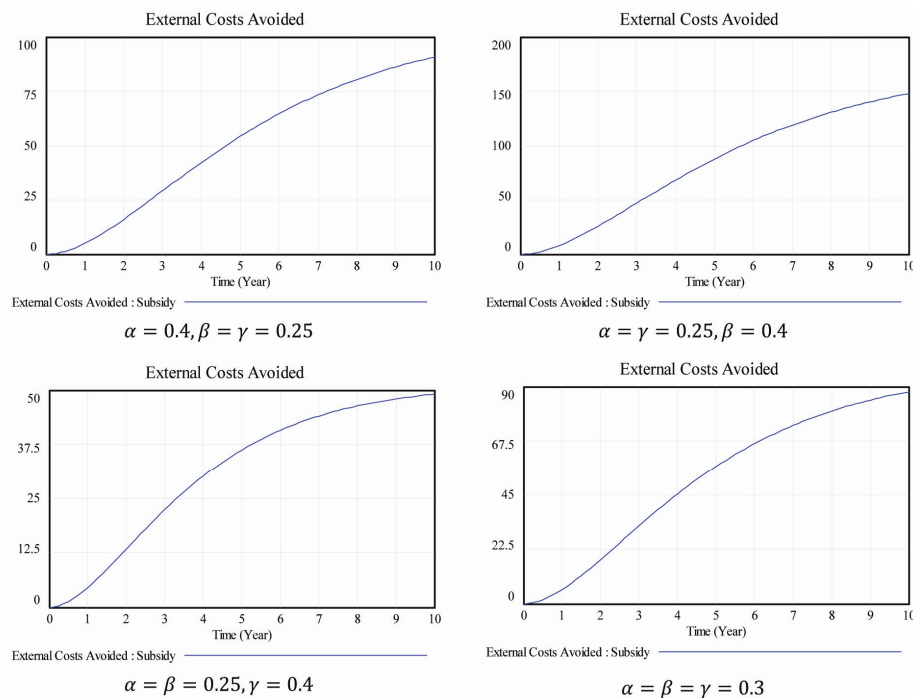 External Costs Avoided
100
75
50
25
0
0 1 2 3 4 5 6 7 8 9 10
Time (Year)
External Costs Avoided : Subsidy
α = 0.4, β = γ = 0.25
External Costs Avoided
200
150
100
50
0
0 1 2 3 4 5 6 7 8 9 10
Time (Year)
External Costs Avoided : Subsidy
α = γ = 0.25, β = 0.4
External Costs Avoided
50
37.5
25
12.5
0
0 1 2 3 4 5 6 7 8 9 10
Time (Year)
External Costs Avoided : Subsidy
α = β = 0.25, γ = 0.4
External Costs Avoided
90
67.5
45
22.5
0
0 1 2 3 4 5 6 7 8 9 10
Time (Year)
External Costs Avoided : Subsidy
α = β = γ = 0.3